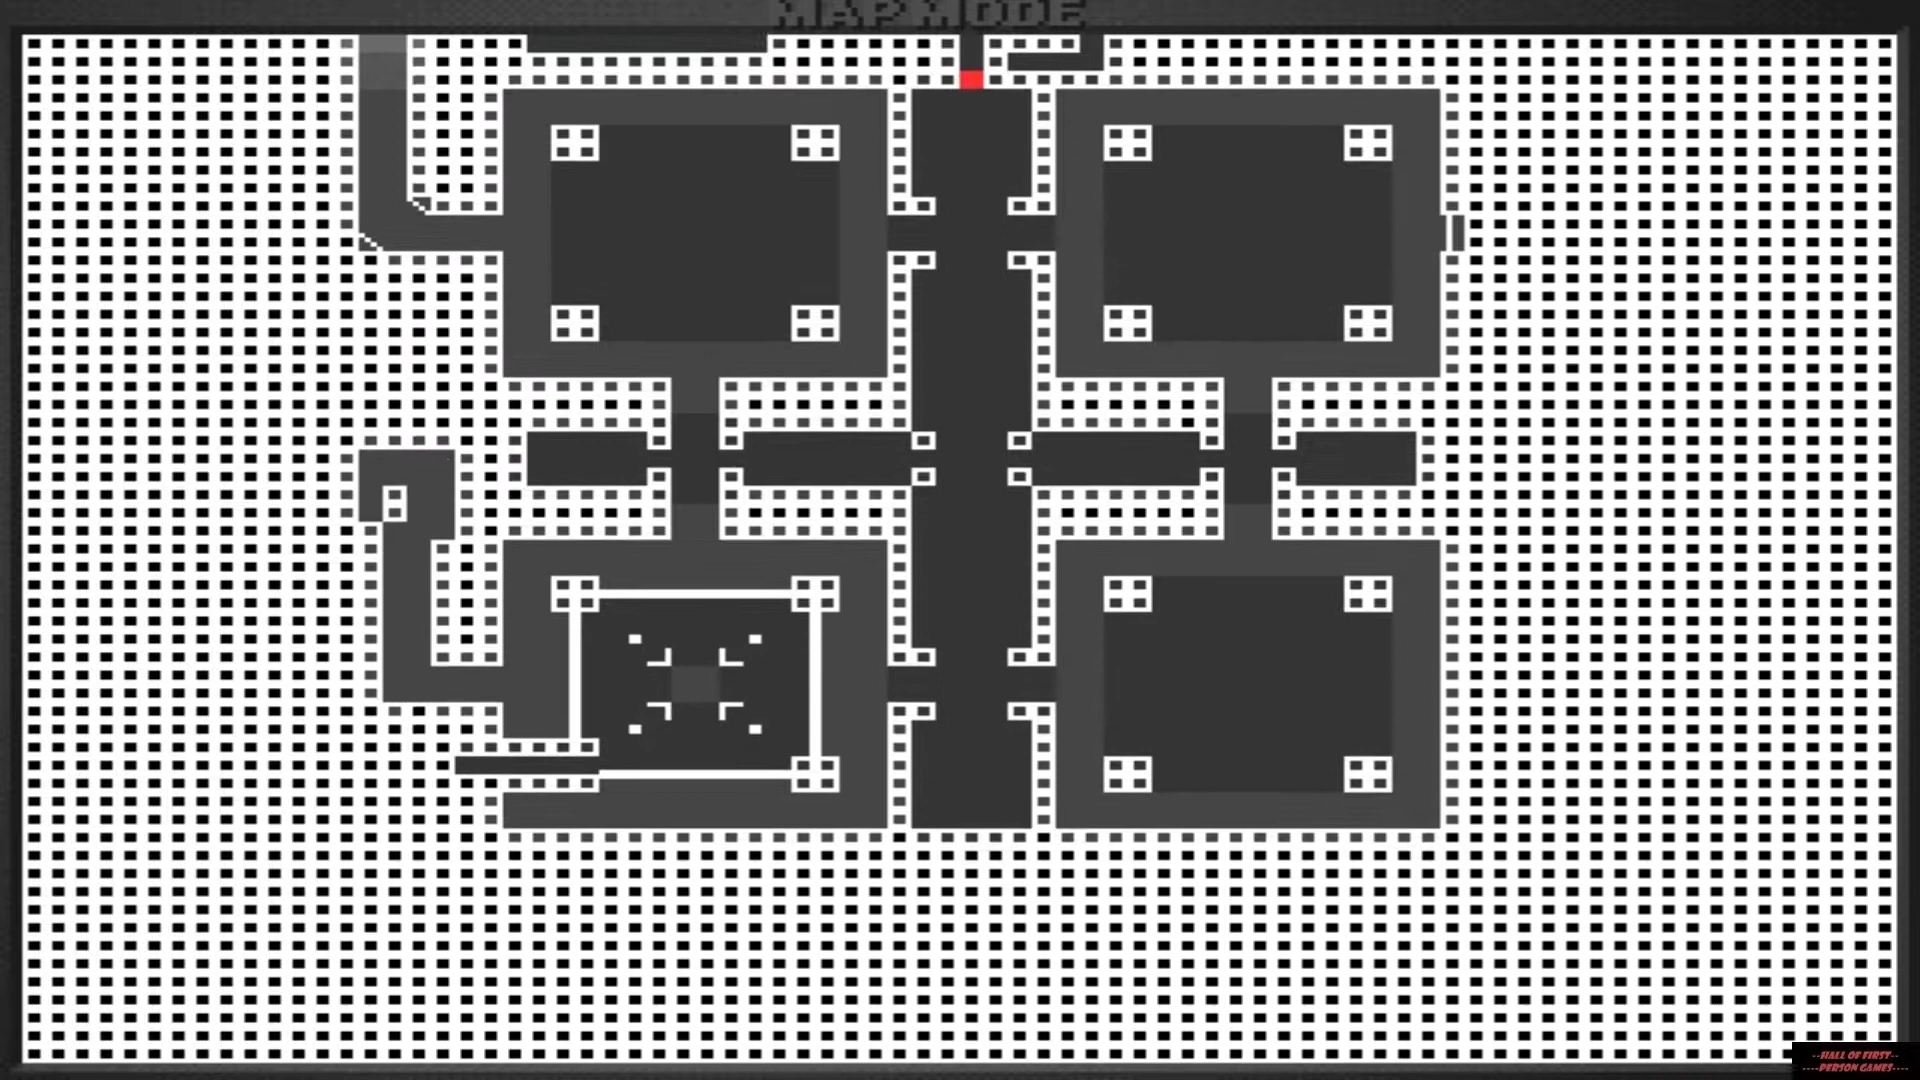 MAP MODE
--HALL OF FIRST--
----PERSON GAMES----